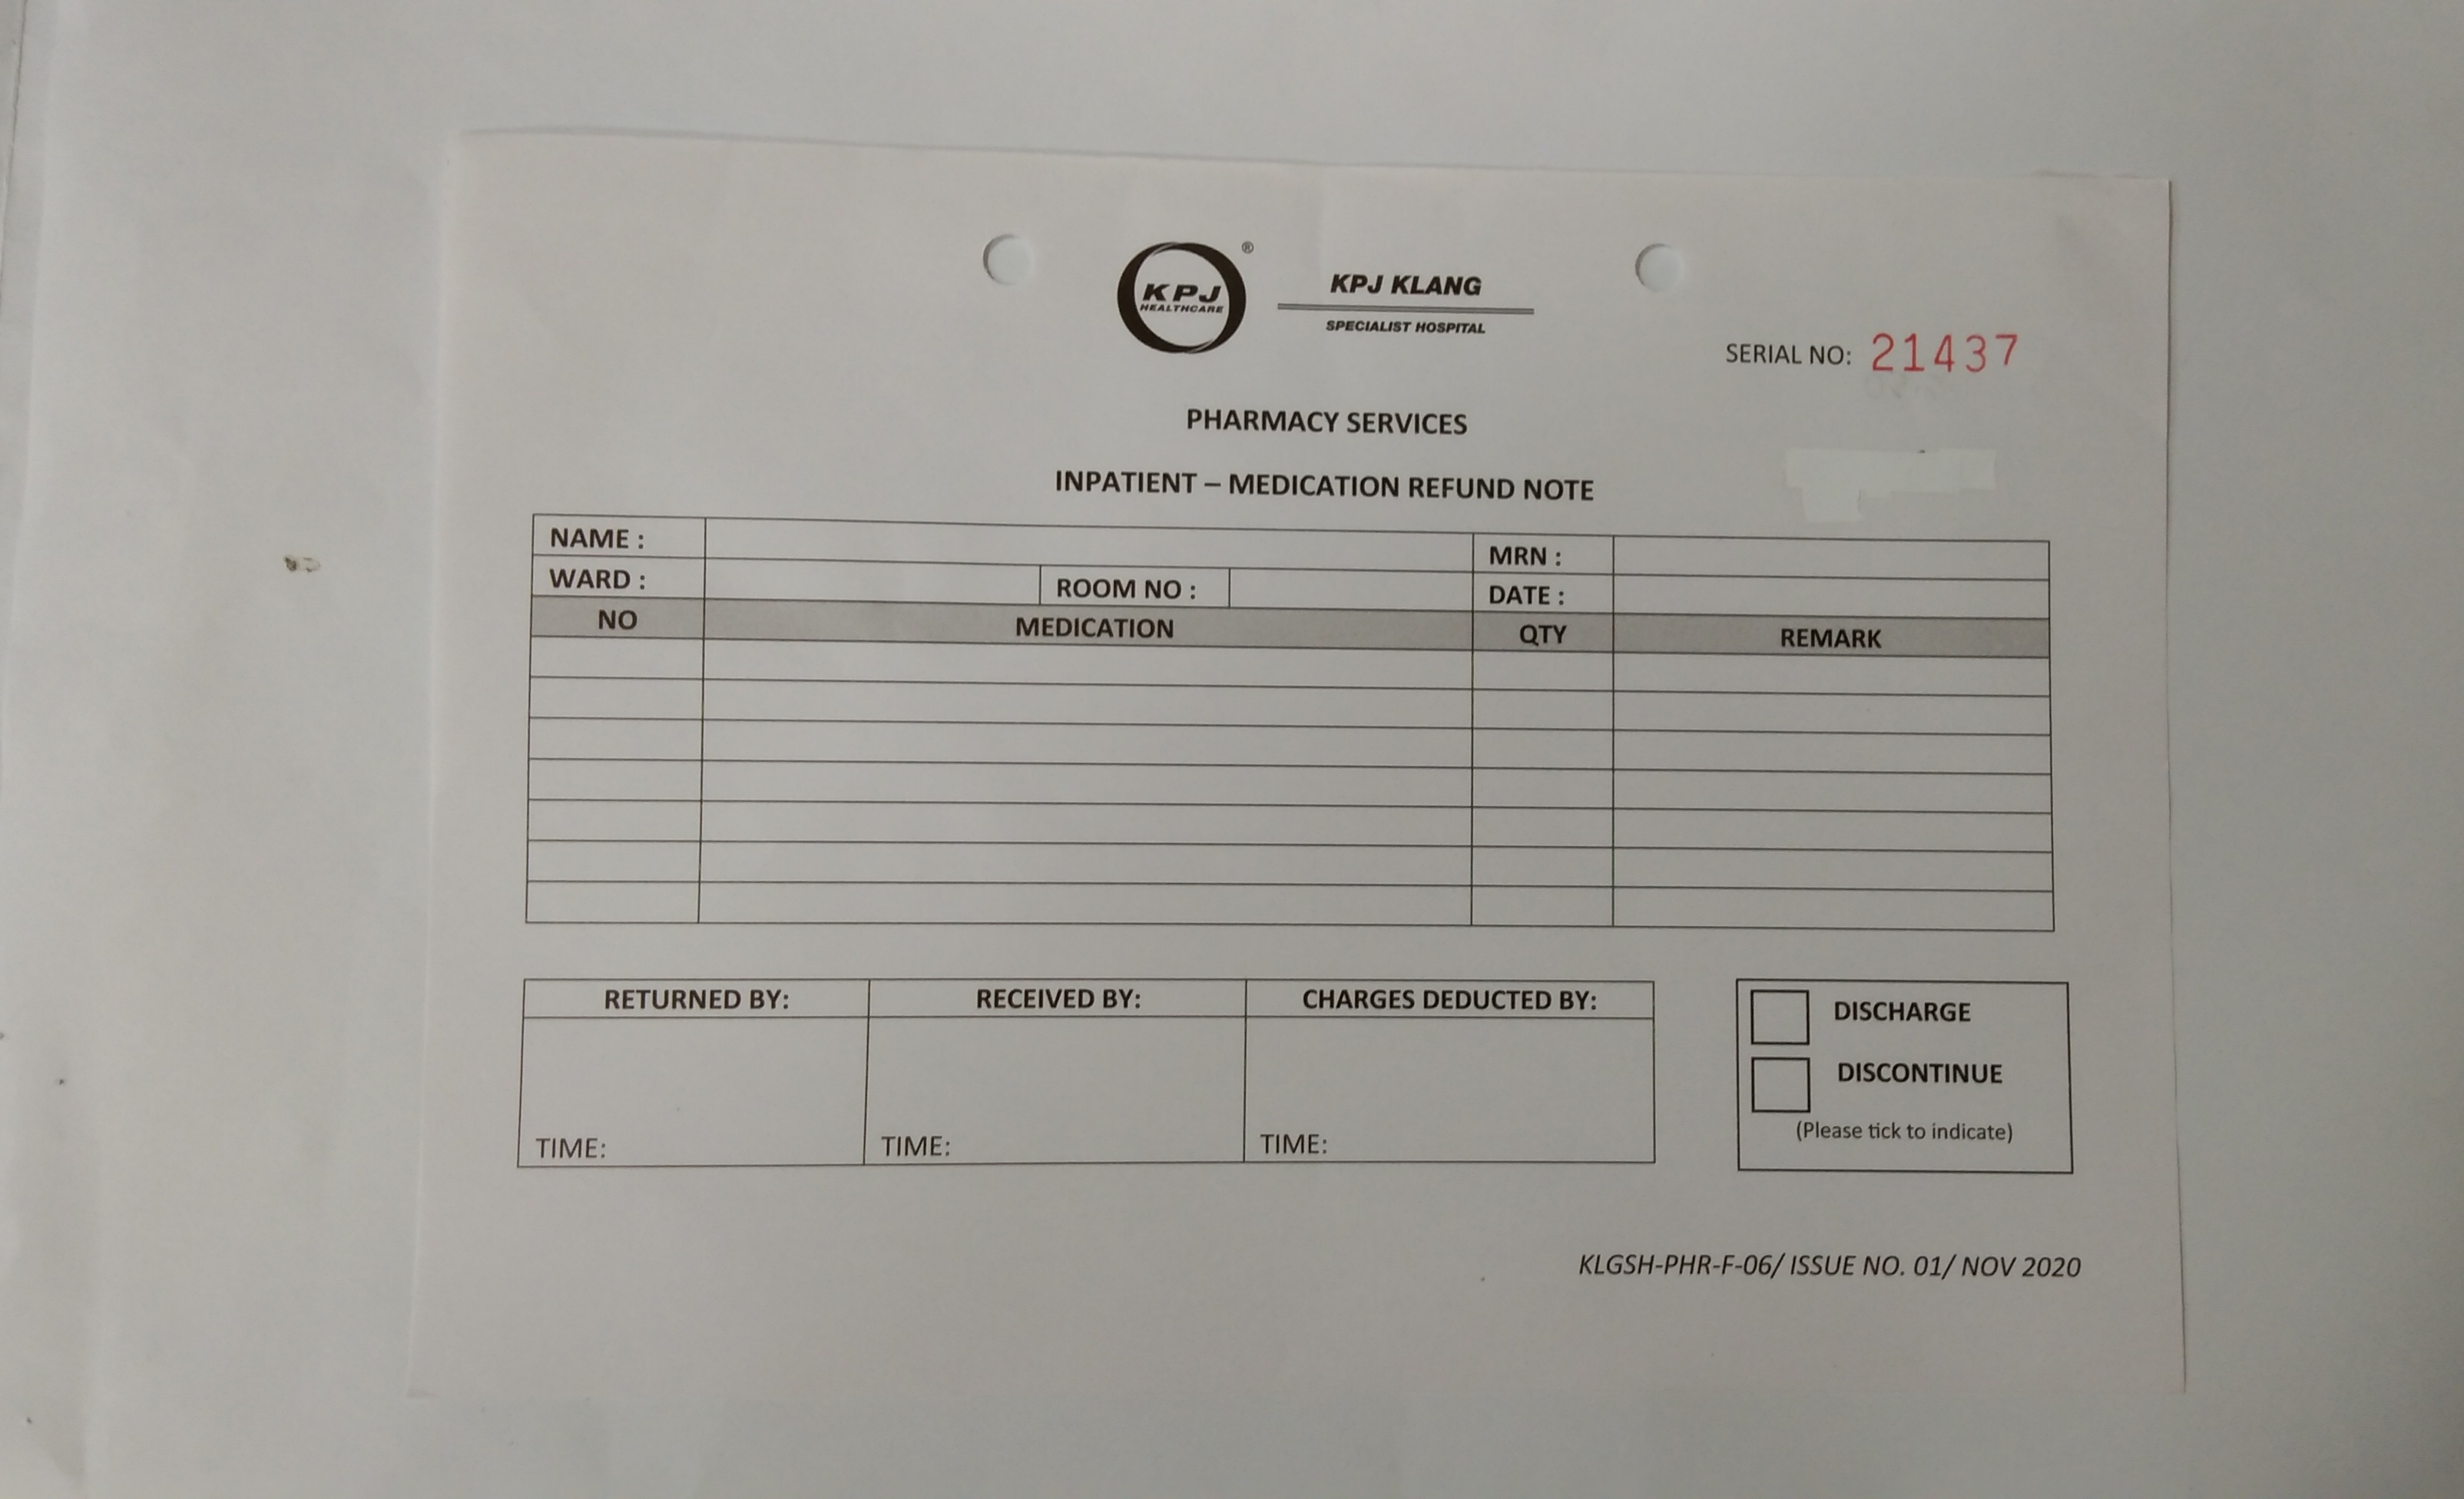 KPJ
HEALTHCARE
®
KPJ KLANG
SPECIALIST HOSPITAL
SERIAL NO: 21437
PHARMACY SERVICES
INPATIENT – MEDICATION REFUND NOTE
NAME : MRN :
WARD : ROOM NO : DATE :
NO MEDICATION QTY REMARK
RETURNED BY: RECEIVED BY: CHARGES DEDUCTED BY:
TIME: TIME: TIME:
DISCHARGE
DISCONTINUE
(Please tick to indicate)
KLGSH-PHR-F-06/ ISSUE NO. 01/ NOV 2020